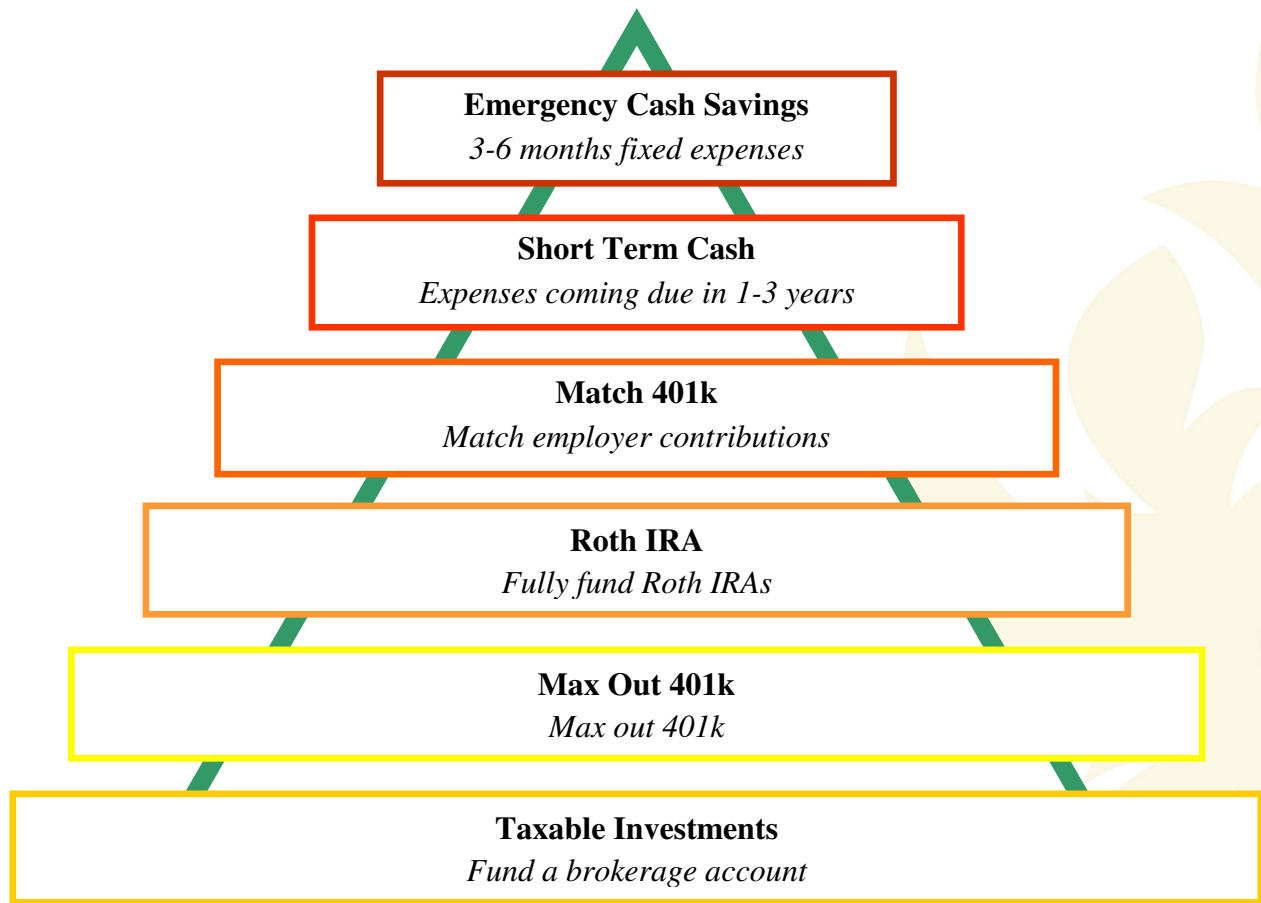 Emergency Cash Savings
3-6 months fixed expenses
Short Term Cash
Expenses coming due in 1-3 years
Match 401k
Match employer contributions
Roth IRA
Fully fund Roth IRAs
Max Out 401k
Max out 401k
Taxable Investments
Fund a brokerage account